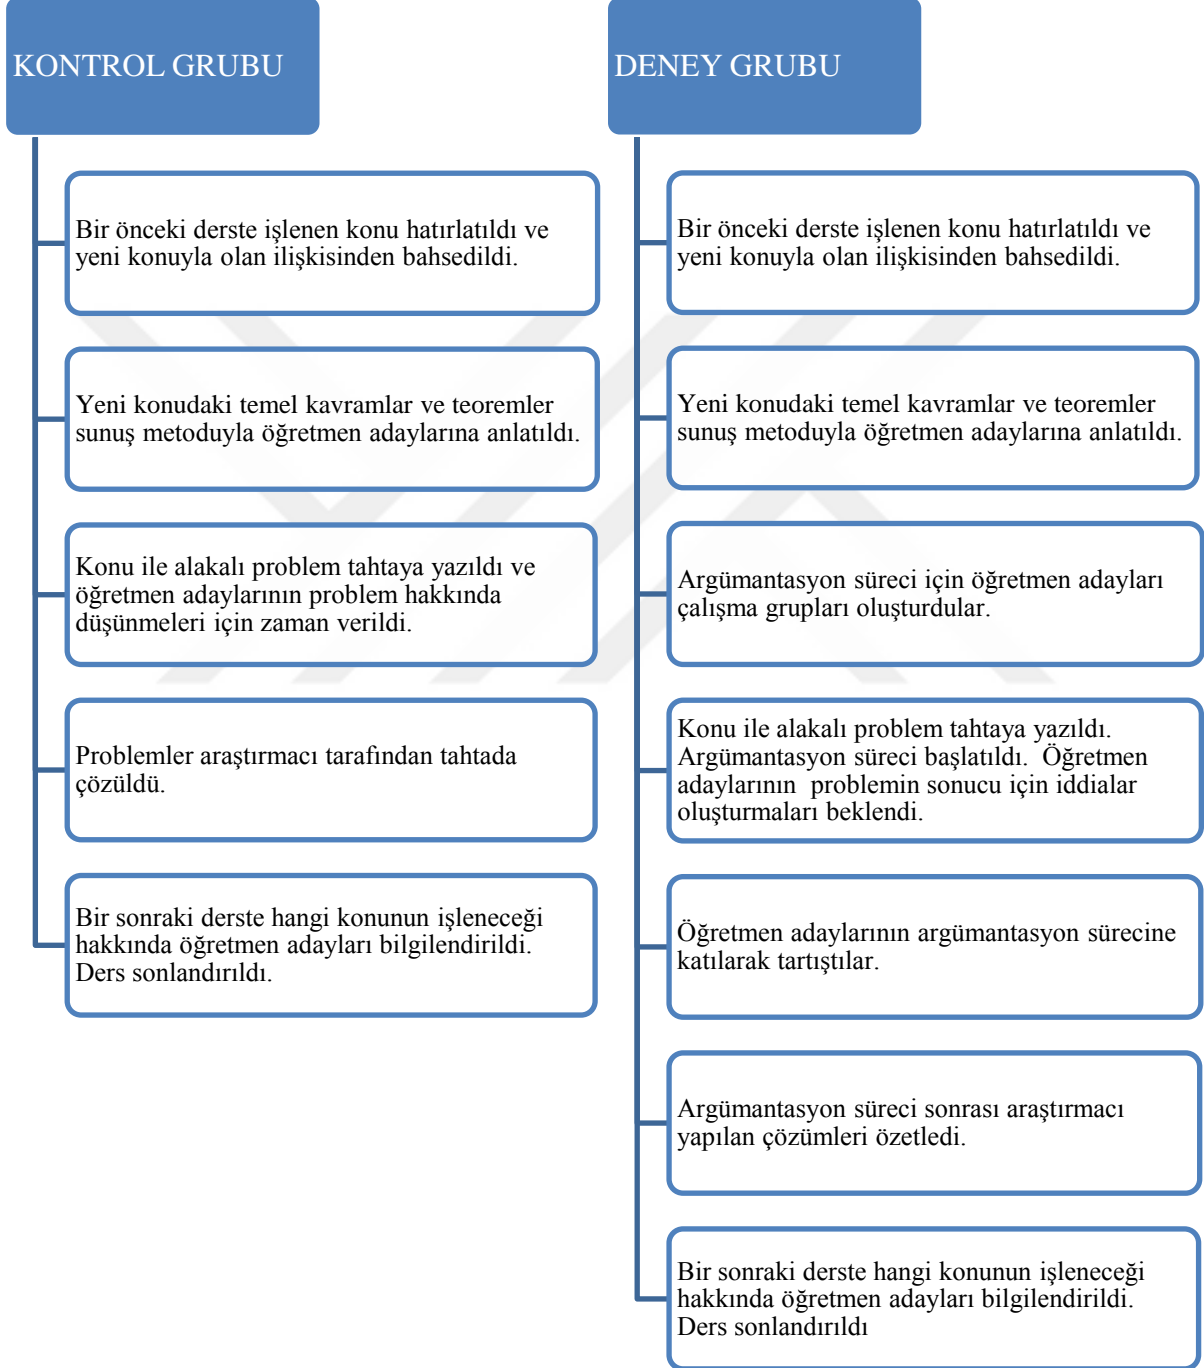 KONTROL GRUBU
Bir önceki derste işlenen konu hatırlatıldı ve
yeni konuyla olan ilişkisinden bahsedildi.
Yeni konudaki temel kavramlar ve teoremler
sunuş metoduyla öğretmen adaylarına anlatıldı.
Konu ile alakalı problem tahtaya yazıldı ve
öğretmen adaylarının problem hakkında
düşünmeleri için zaman verildi.
Problemler araştırmacı tarafından tahtada
çözüldü.
Bir sonraki derste hangi konunun işleneceği
hakkında öğretmen adayları bilgilendirildi.
Ders sonlandırıldı.
DENEY GRUBU
Bir önceki derste işlenen konu hatırlatıldı ve
yeni konuyla olan ilişkisinden bahsedildi.
Yeni konudaki temel kavramlar ve teoremler
sunuş metoduyla öğretmen adaylarına anlatıldı.
Argümantasyon süreci için öğretmen adayları
çalışma grupları oluşturdular.
Konu ile alakalı problem tahtaya yazıldı.
Argümantasyon süreci başlatıldı.  Öğretmen
adaylarının  problemin sonucu için iddialar
oluşturmaları beklendi.
Öğretmen adaylarının argümantasyon sürecine
katılarak tartıştılar.
Argümantasyon süreci sonrası araştırmacı
yapılan çözümleri özetledi.
Bir sonraki derste hangi konunun işleneceği
hakkında öğretmen adayları bilgilendirildi.
Ders sonlandırıldı